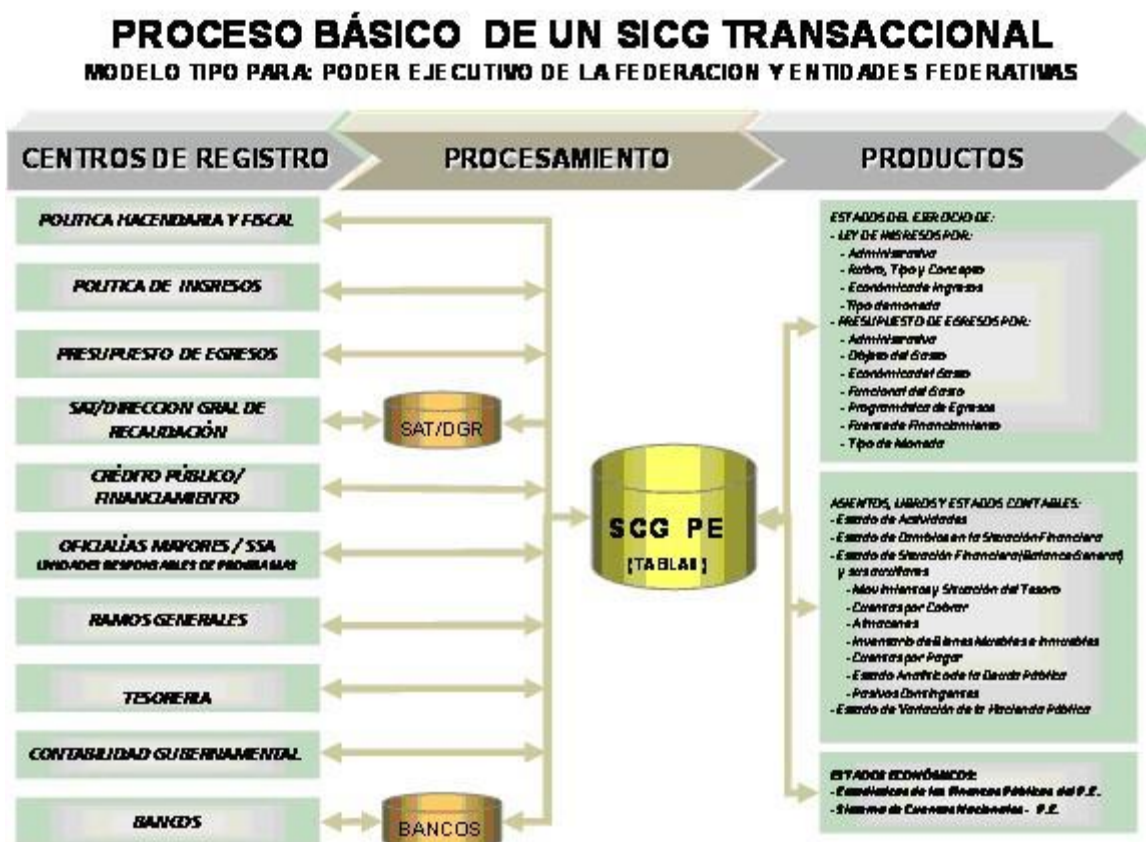 PROCESO BÁSICO DE UN SICG TRANSACCIONAL
MODELO TIPO PARA: PODER EJECUTIVO DE LA FEDERACION Y ENTIDADES FEDERATIVAS
CENTROS DE REGISTRO
PROCESAMIENTO
PRODUCTOS
POLITICA HACENDARIA Y FISCAL
POLITICA DE INGRESOS
PRESUPUESTO DE EGRESOS
SAT/DIRECCION GRAL DE
RECAUDACIÓN
CRÉDITO PÚBLICO/
FINANCIAMIENTO
OFICIALÍAS MAYORES / SSA
UNIDADES RESPONSABLES DE PROGRAMAS
RAMOS GENERALES
TESORERIA
CONTABILIDAD GUBERNAMENTAL
BANCOS
SAT/DGR
BANCOS
SCG PE
(TABLAS)
ESTADOS DEL EJERCICIO DE:
- LEY DE INGRESOS POR:
- Administrativa
- Rubro, Tipo y Concepto
- Económica de Ingresos
- Tipo de moneda
- PRESUPUESTO DE EGRESOS POR:
- Administrativa
- Objeto del Gasto
- Económica del Gasto
- Funcional del Gasto
- Programática de Egresos
- Fuente de Financiamiento
- Tipo de Moneda
ASIENTOS, LIBROS Y ESTADOS CONTABLES:
- Estado de Actividades
- Estado de Cambios en la Situación Financiera
- Estado de Situación Financiera (Balance General)
y sus auxiliares
- Movimientos y Situación del Tesoro
- Cuentas por Cobrar
- Almacenes
- Inventario de Bienes Muebles e Inmuebles
- Cuentas por Pagar
- Estado Analítico de la Deuda Pública
- Pasivos Contingentes
- Estado de Variación de la Hacienda Pública
ESTADOS ECONÓMICOS:
- Estadísticas de las Finanzas Públicas del P.E.
- Sistema de Cuentas Nacionales - P.E.